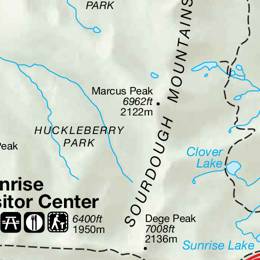 PARK
Marcus Peak
6962ft
2122m
SOURDOUGH MOUNTAINS
HUCKLEBERRY
PARK
Peak
Clover
Lake
nrise
sitor Center
6400ft
1950m
Dege Peak
7008ft
2136m
Sunrise Lake